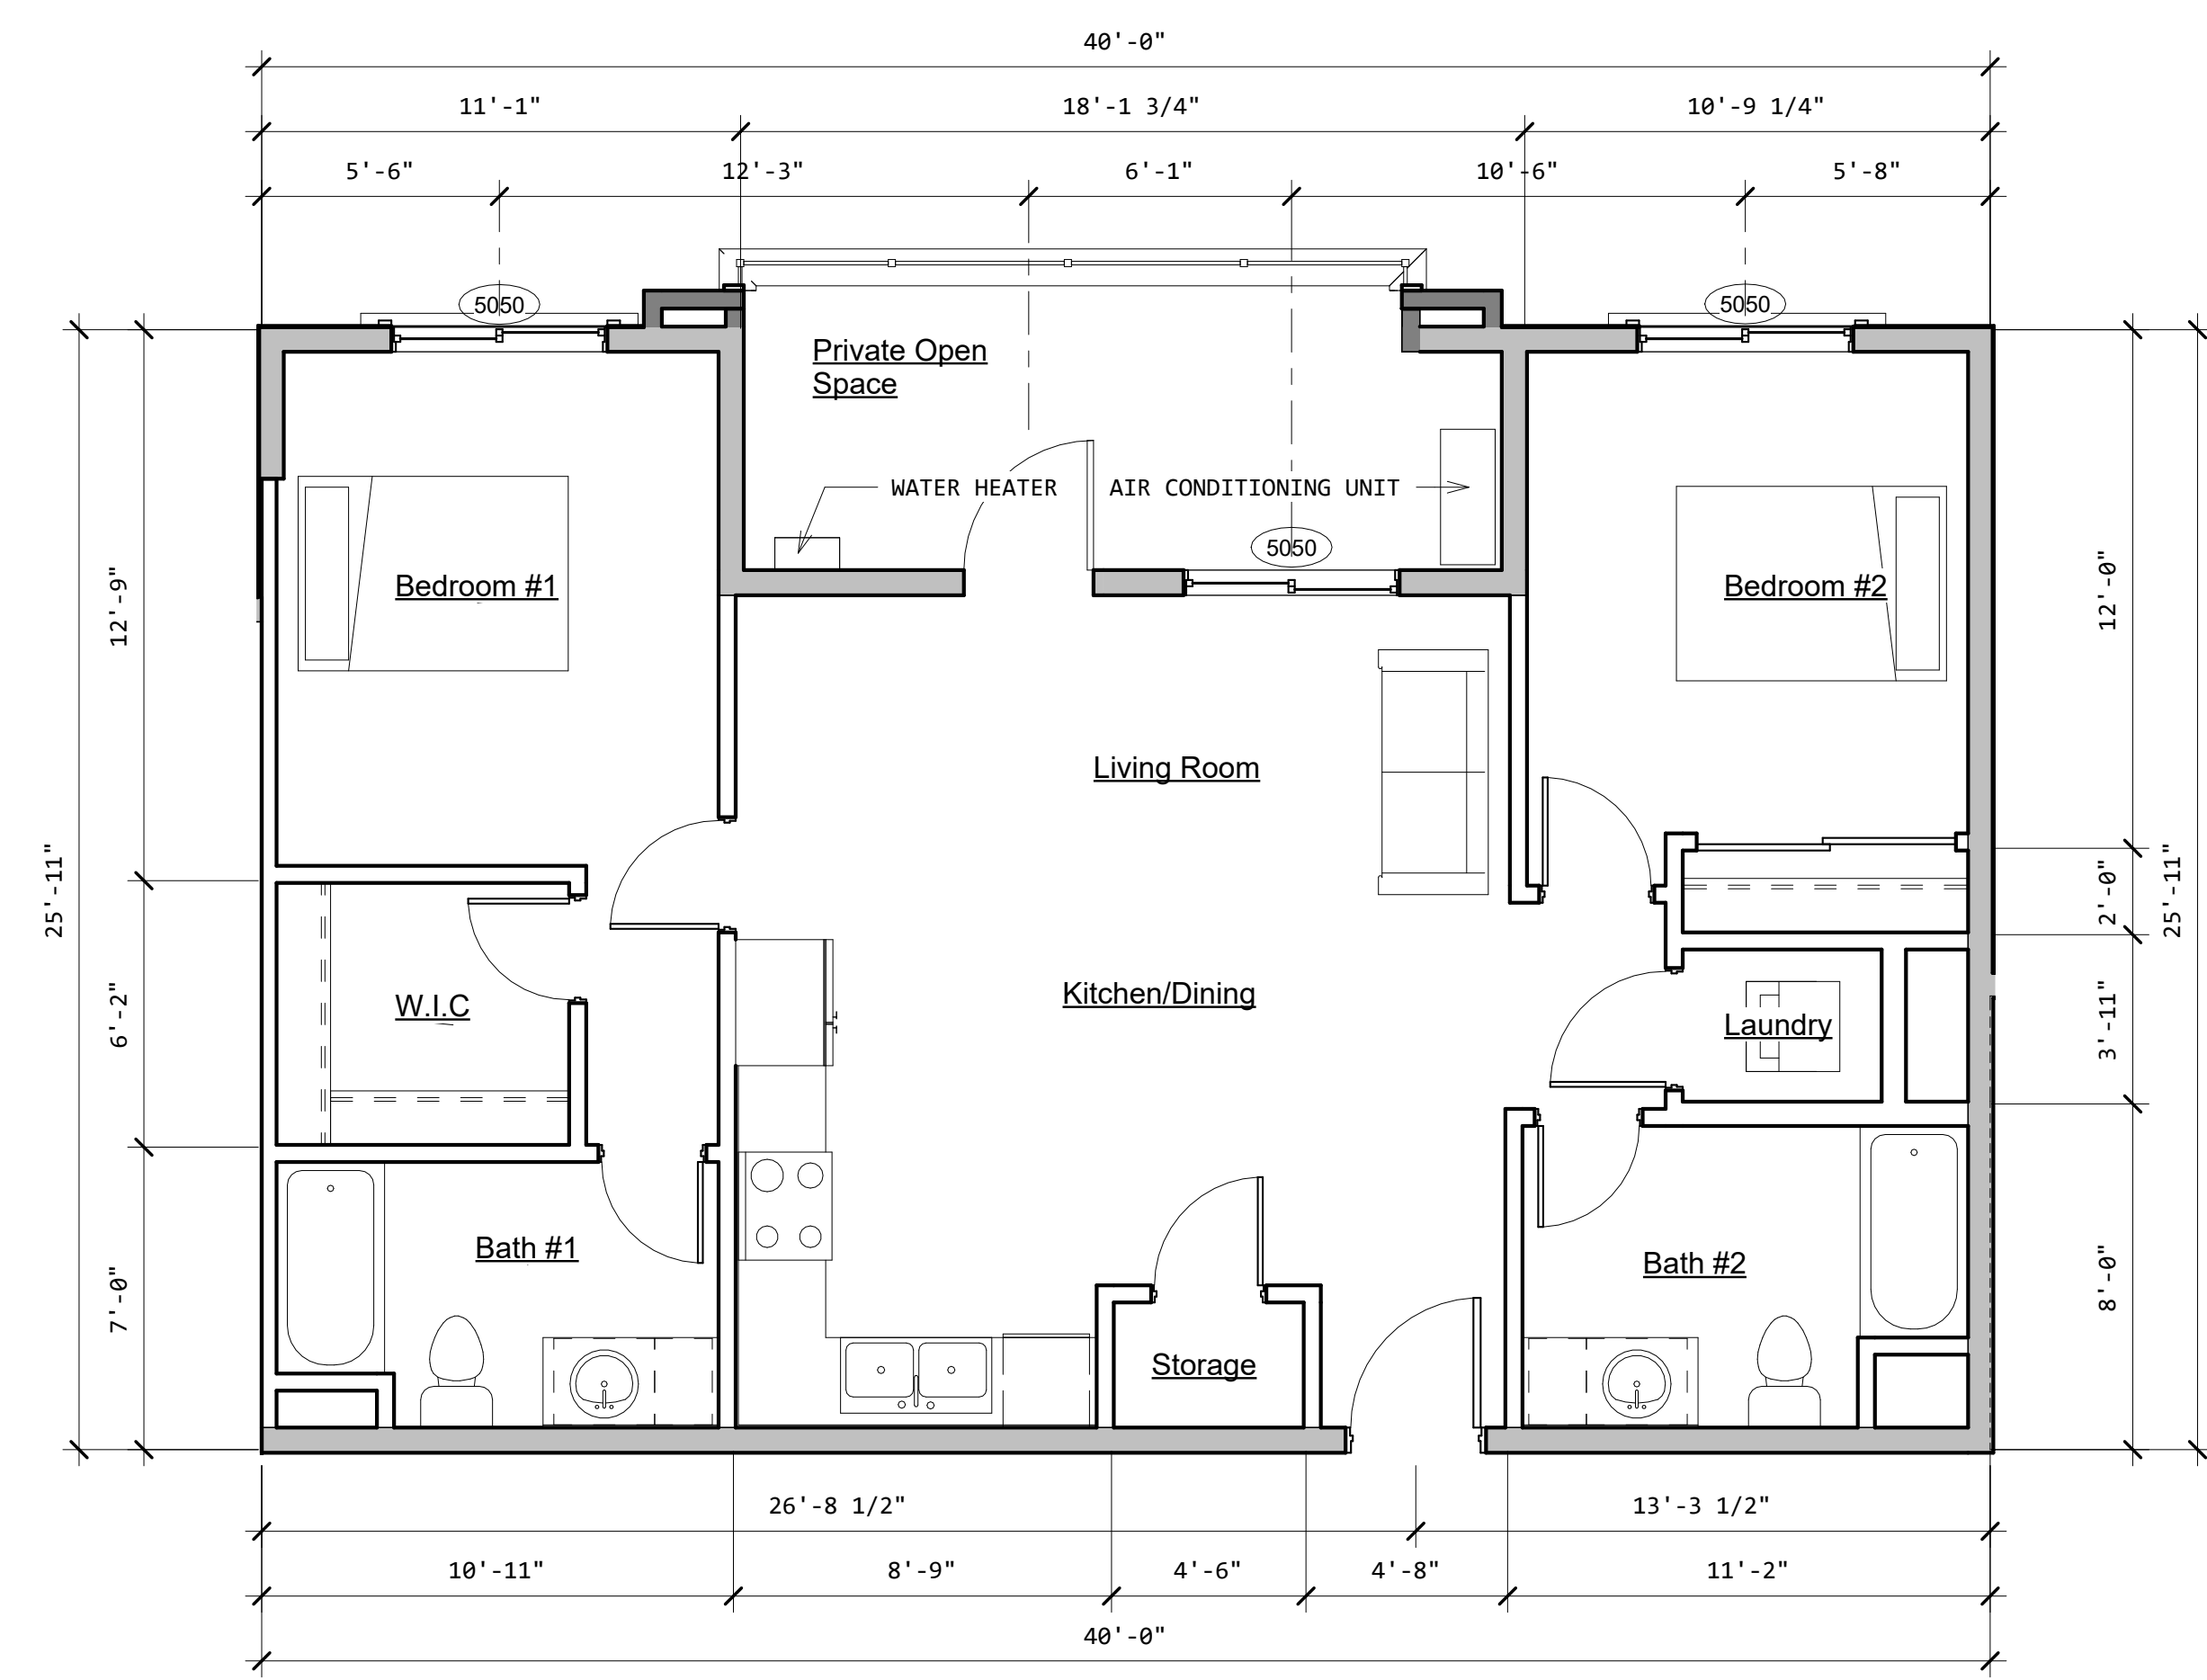 40'-0"
11'-1"
18'-1 3/4"
10'-9 1/4"
5'-6"
12'-3"
6'-1"
10'-6"
5'-8"
5050
5050
Private Open
Space
WATER HEATER
AIR CONDITIONING UNIT
5050
Bedroom #1
Bedroom #2
12'-9"
12'-0"
Living Room
25'-11"
2'-0"
25'-11"
Kitchen/Dining
W.I.C
Laundry
6'-2"
3'-11"
Bath #1
Bath #2
7'-0"
8'-0"
Storage
26'-8 1/2"
13'-3 1/2"
10'-11"
8'-9"
4'-6"
4'-8"
11'-2"
40'-0"